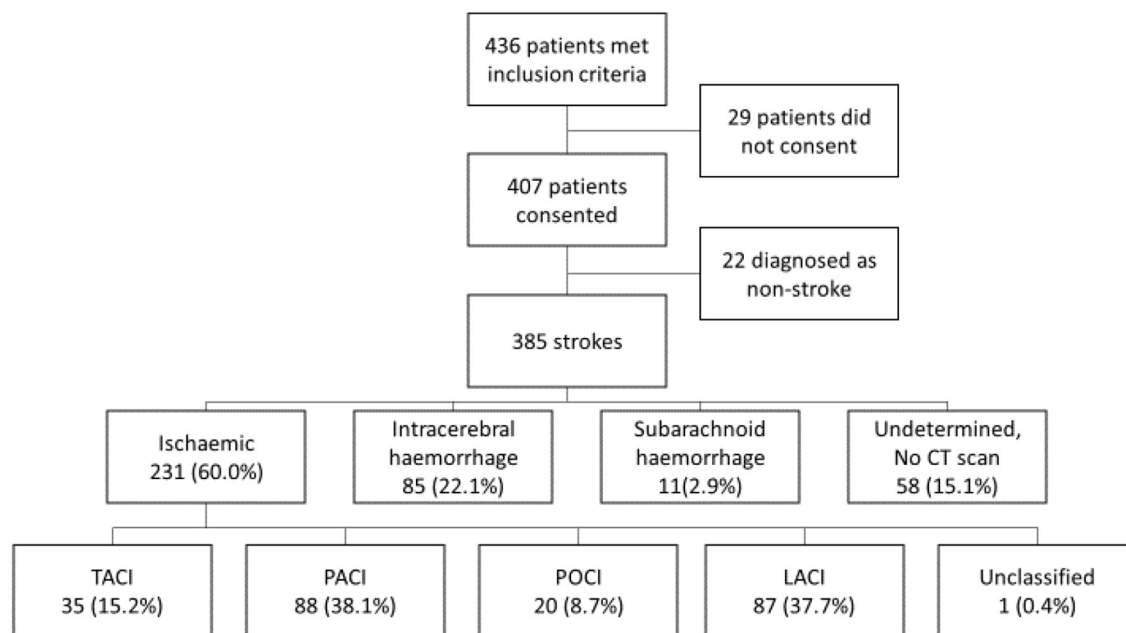 436 patients met
inclusion criteria
29 patients did
not consent
407 patients
consented
22 diagnosed as
non-stroke
385 strokes
Ischaemic
231 (60.0%)
Intracerebral
haemorrhage
85 (22.1%)
Subarachnoid
haemorrhage
11(2.9%)
Undetermined,
No CT scan
58 (15.1%)
TACI
35 (15.2%)
PACI
88 (38.1%)
POCI
20 (8.7%)
LACI
87 (37.7%)
Unclassified
1 (0.4%)